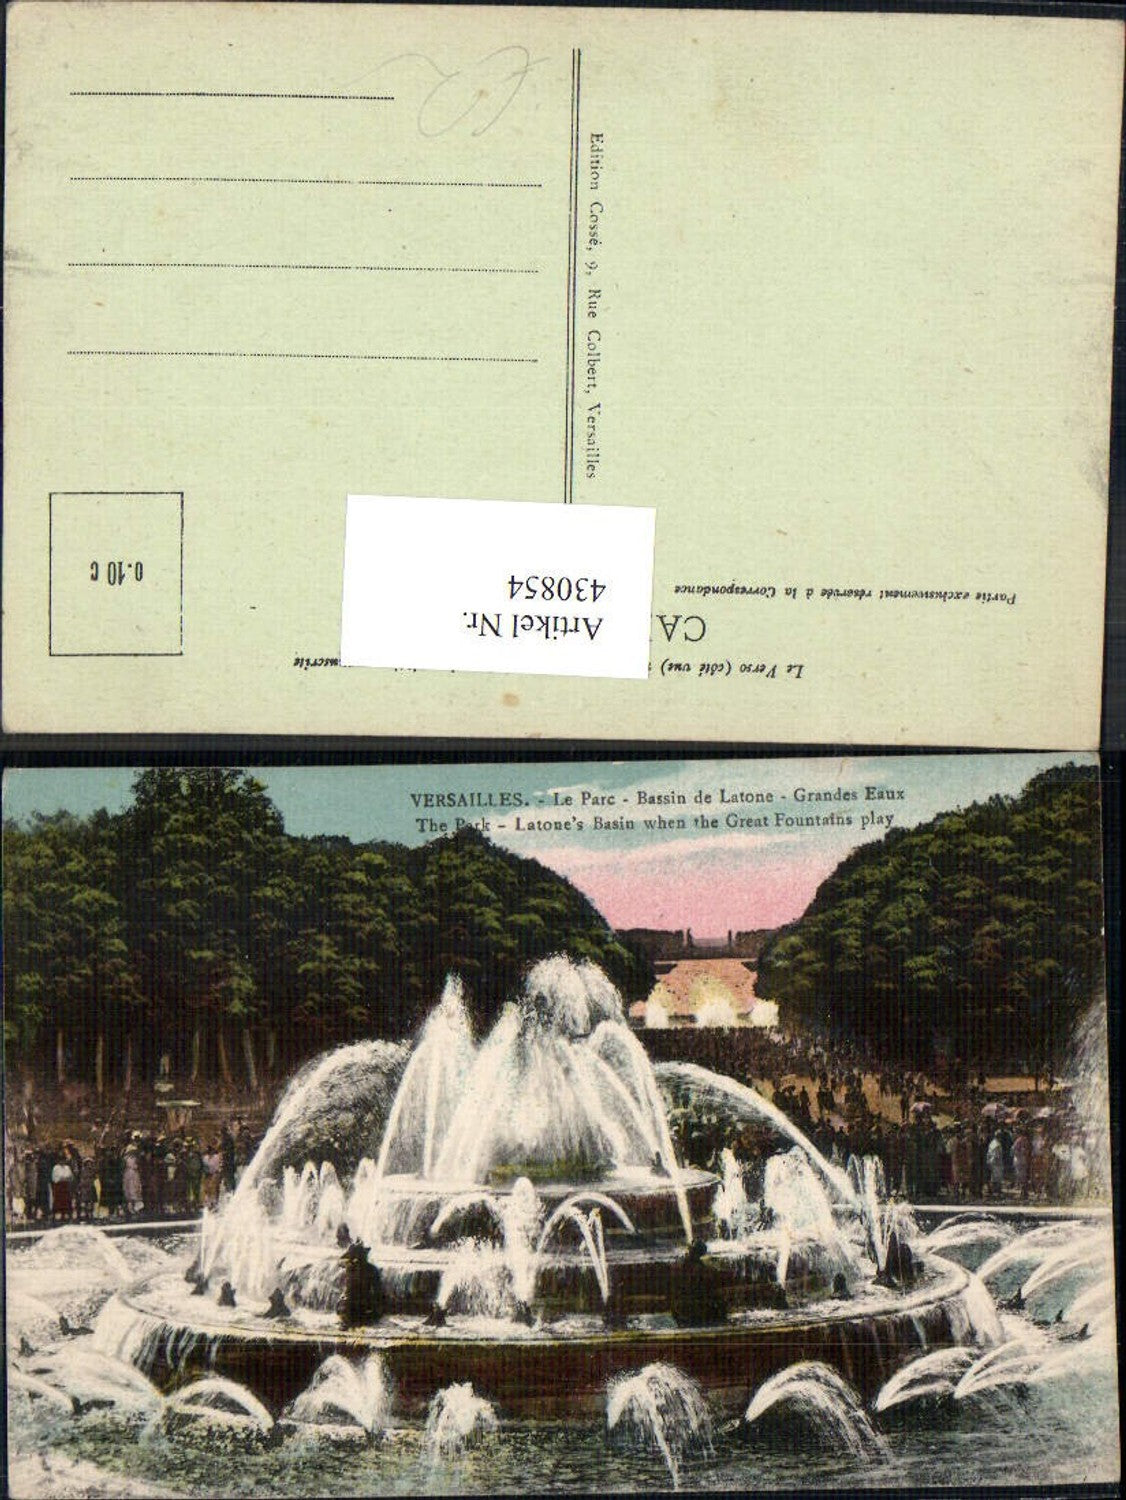 Le Verso (côté vue)
CA
Partie exclusivement réservée à la Correspondance
Artikel Nr.
430854
0.10 c
Edition Cossé, 9, Rue Colbert, Versailles
VERSAILLES. - Le Parc - Bassin de Latone - Grandes Eaux
The Park - Latone's Basin when the Great Fountains play